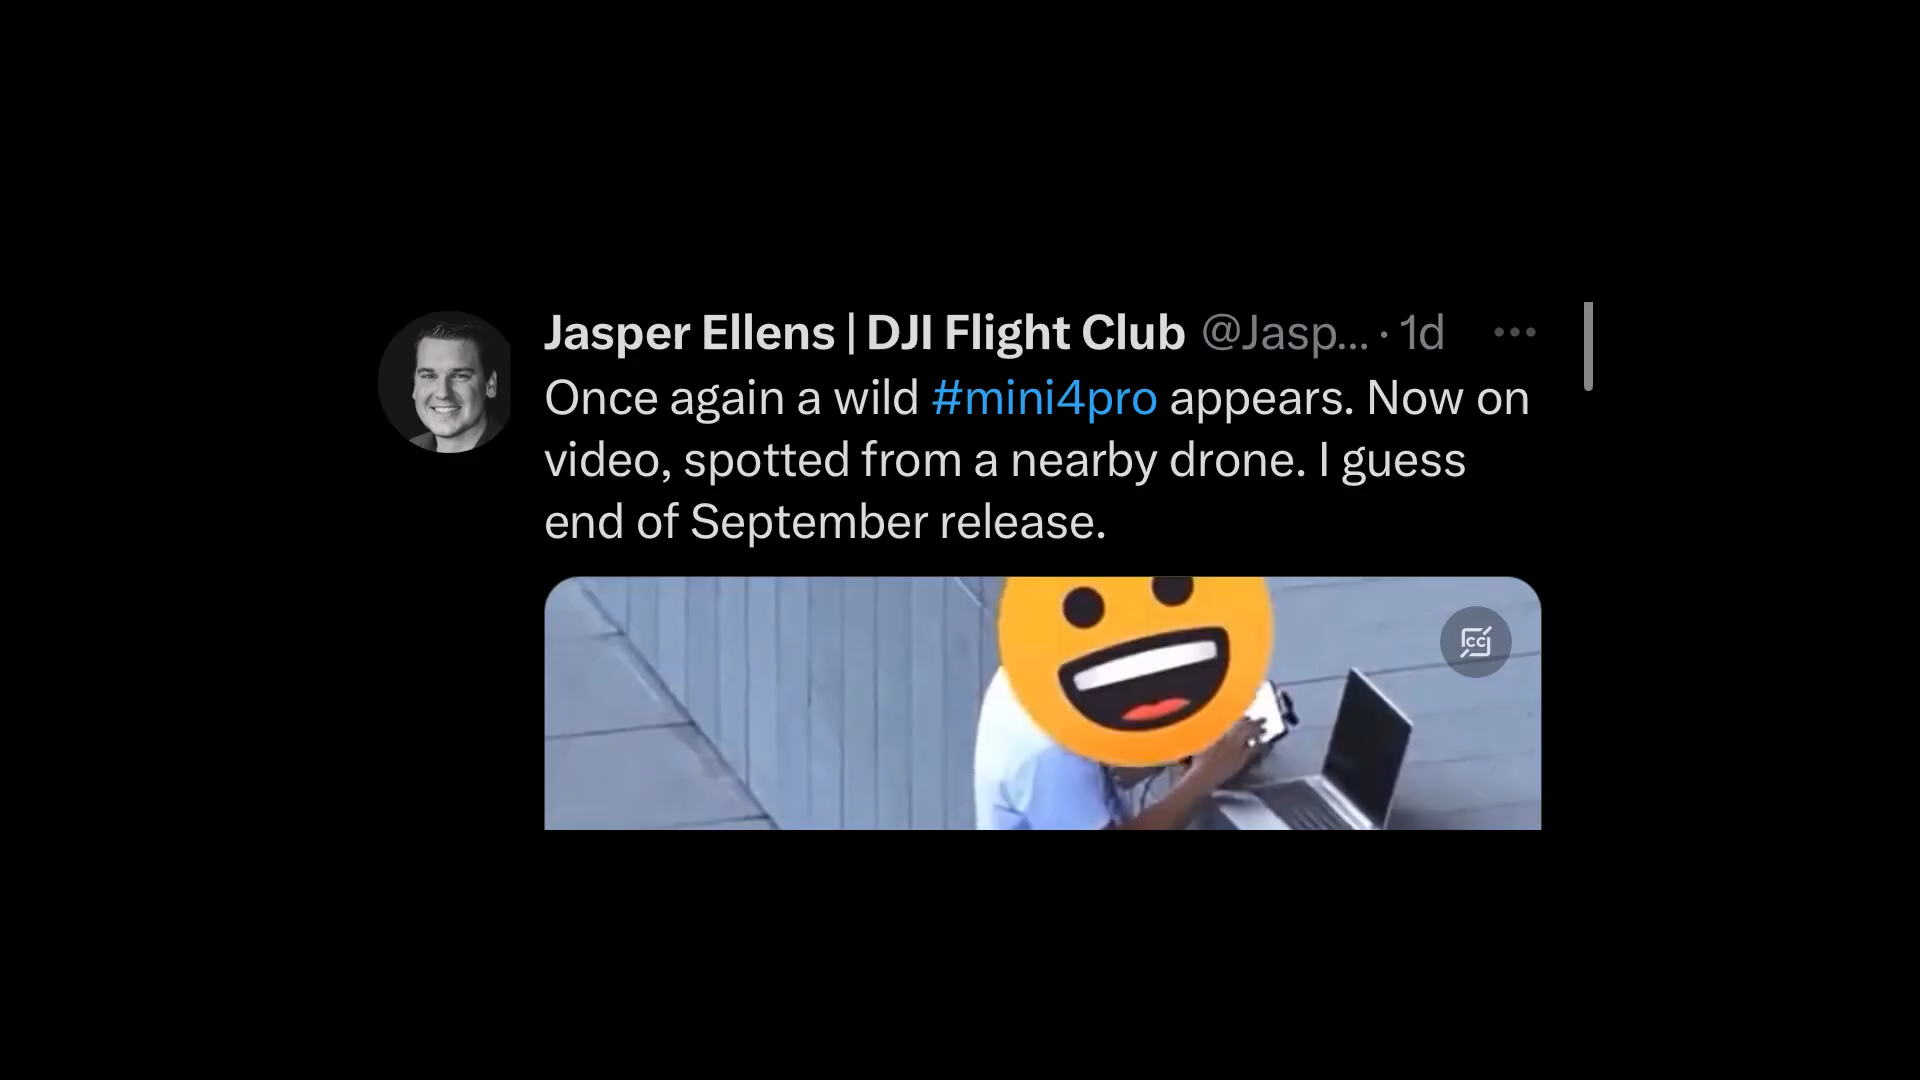 Jasper Ellens | DJI Flight Club @Jasp... · 1d
Once again a wild #mini4pro appears. Now on
video, spotted from a nearby drone. I guess
end of September release.
CC